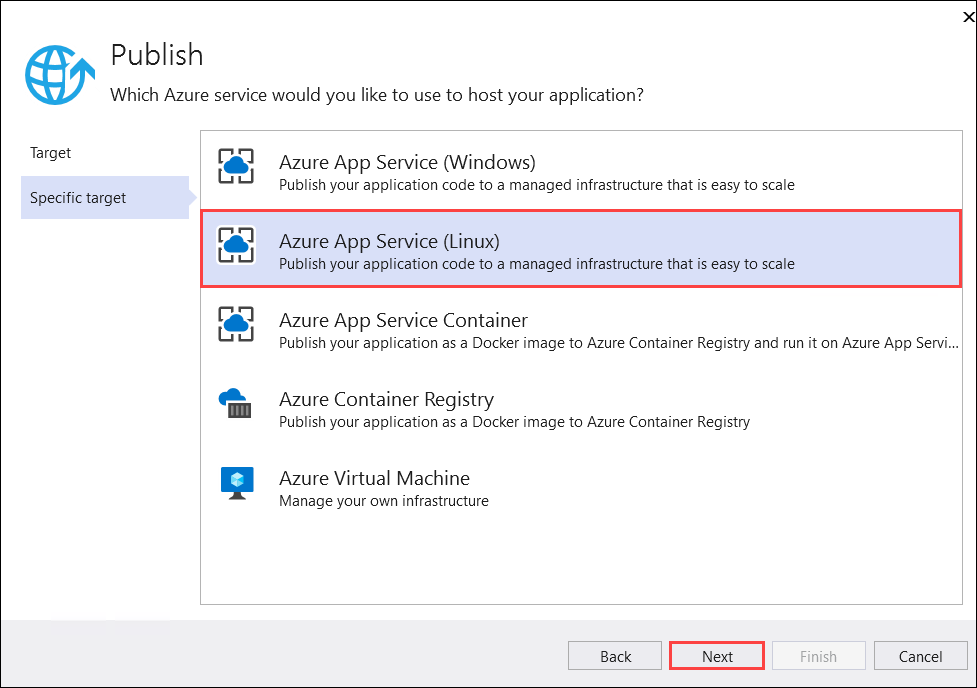 Publish
Which Azure service would you like to use to host your application?
Target
Specific target
Azure App Service (Windows)
Publish your application code to a managed infrastructure that is easy to scale
Azure App Service (Linux)
Publish your application code to a managed infrastructure that is easy to scale
Azure App Service Container
Publish your application as a Docker image to Azure Container Registry and run it on Azure App Servi...
Azure Container Registry
Publish your application as a Docker image to Azure Container Registry
Azure Virtual Machine
Manage your own infrastructure
Back
Next
Finish
Cancel